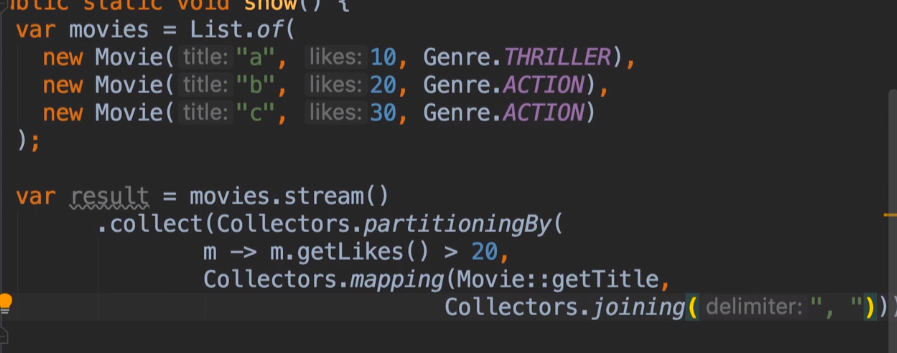 public static void show() {
var movies = List.of(
new Movie( title: "a", likes: 10, Genre.THRILLER),
new Movie( title: "b", likes: 20, Genre.ACTION),
new Movie( title: "c", likes: 30, Genre.ACTION)
);
var result = movies.stream()
.collect(Collectors.partitioningBy(
m -> m.getLikes() > 20,
Collectors.mapping(Movie::getTitle,
Collectors.joining( delimiter: ", ")))